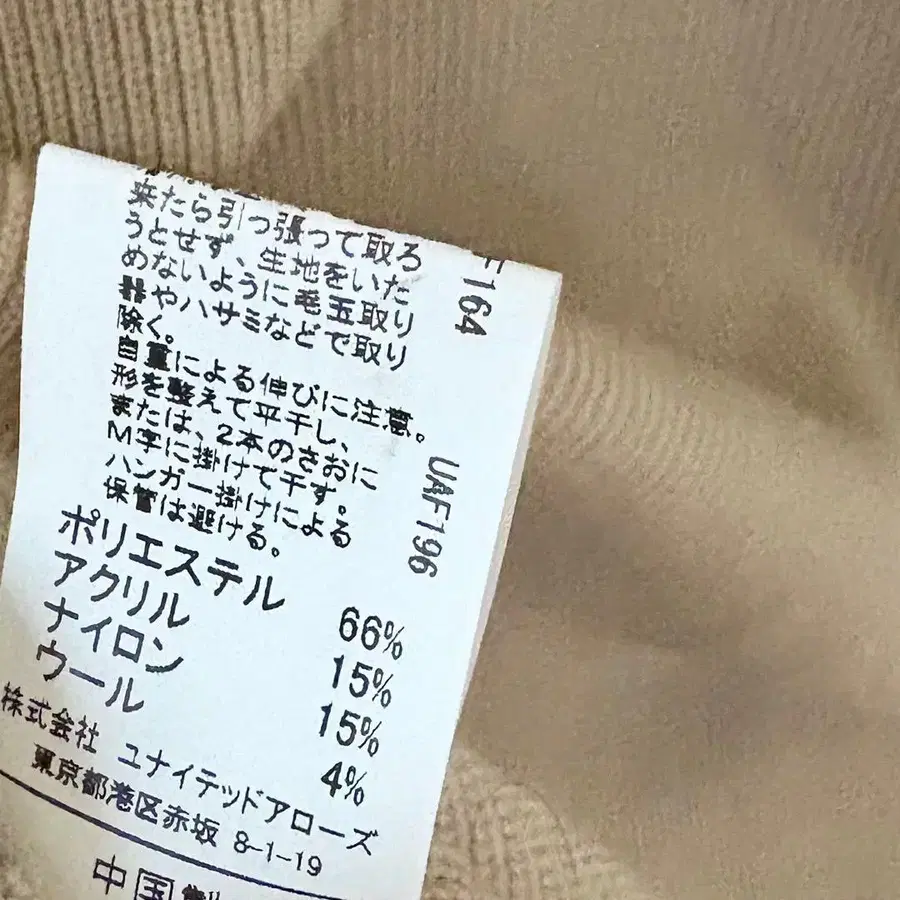 来たら引っ張って取ろ
うとせず、生地をいた
めないように毛玉取り
器やハサミなどで取り
除く。
自重による伸びに注意。
形を整えて平干し、
または、2本のさおに
M字に掛けて干す。
ハンガー掛けによる
保管は避ける。
ポリエステル 66%
アクリル 15%
ナイロン 15%
ウール 4%
株式会社 ユナイテッドアローズ
東京都港区赤坂 8-1-19
中国製
F164
UAF196